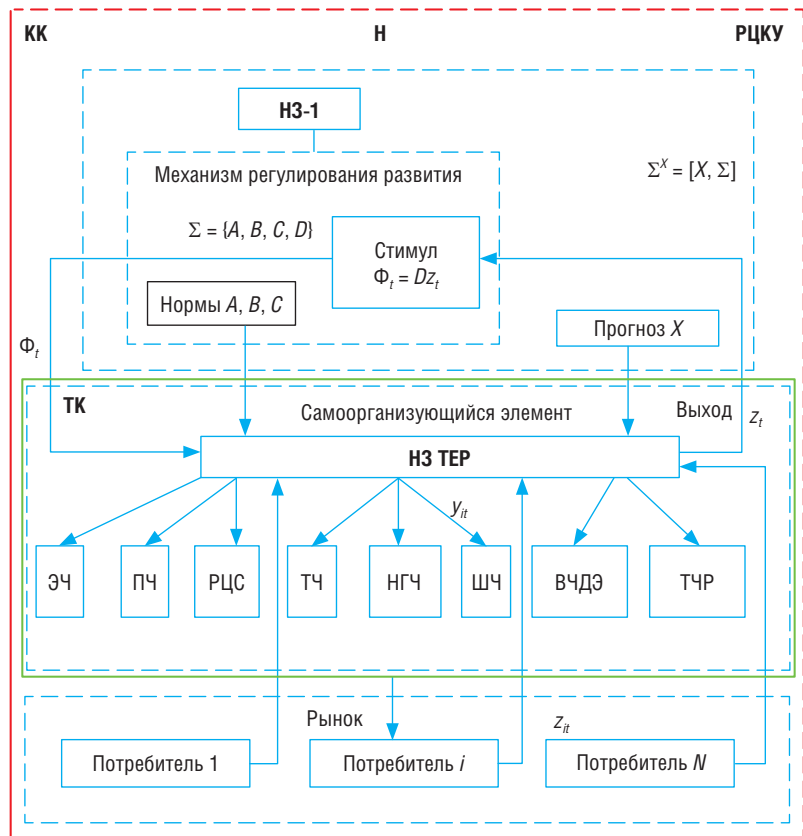 КК Н РЦКУ
НЗ-1
Механизм регулирования развития
Σ^X = [X, Σ]
Σ = {A, B, C, D}
Стимул
Φ_t = Dz_t
Нормы A, B, C
Прогноз X
Φ_t
ТК
Самоорганизующийся элемент
Выход
z_t
НЗ ТЕР
y_it
ЭЧ ПЧ РЦС ТЧ НГЧ ШЧ ВЧДЭ ТЧР
Рынок
z_it
Потребитель 1 Потребитель i Потребитель N